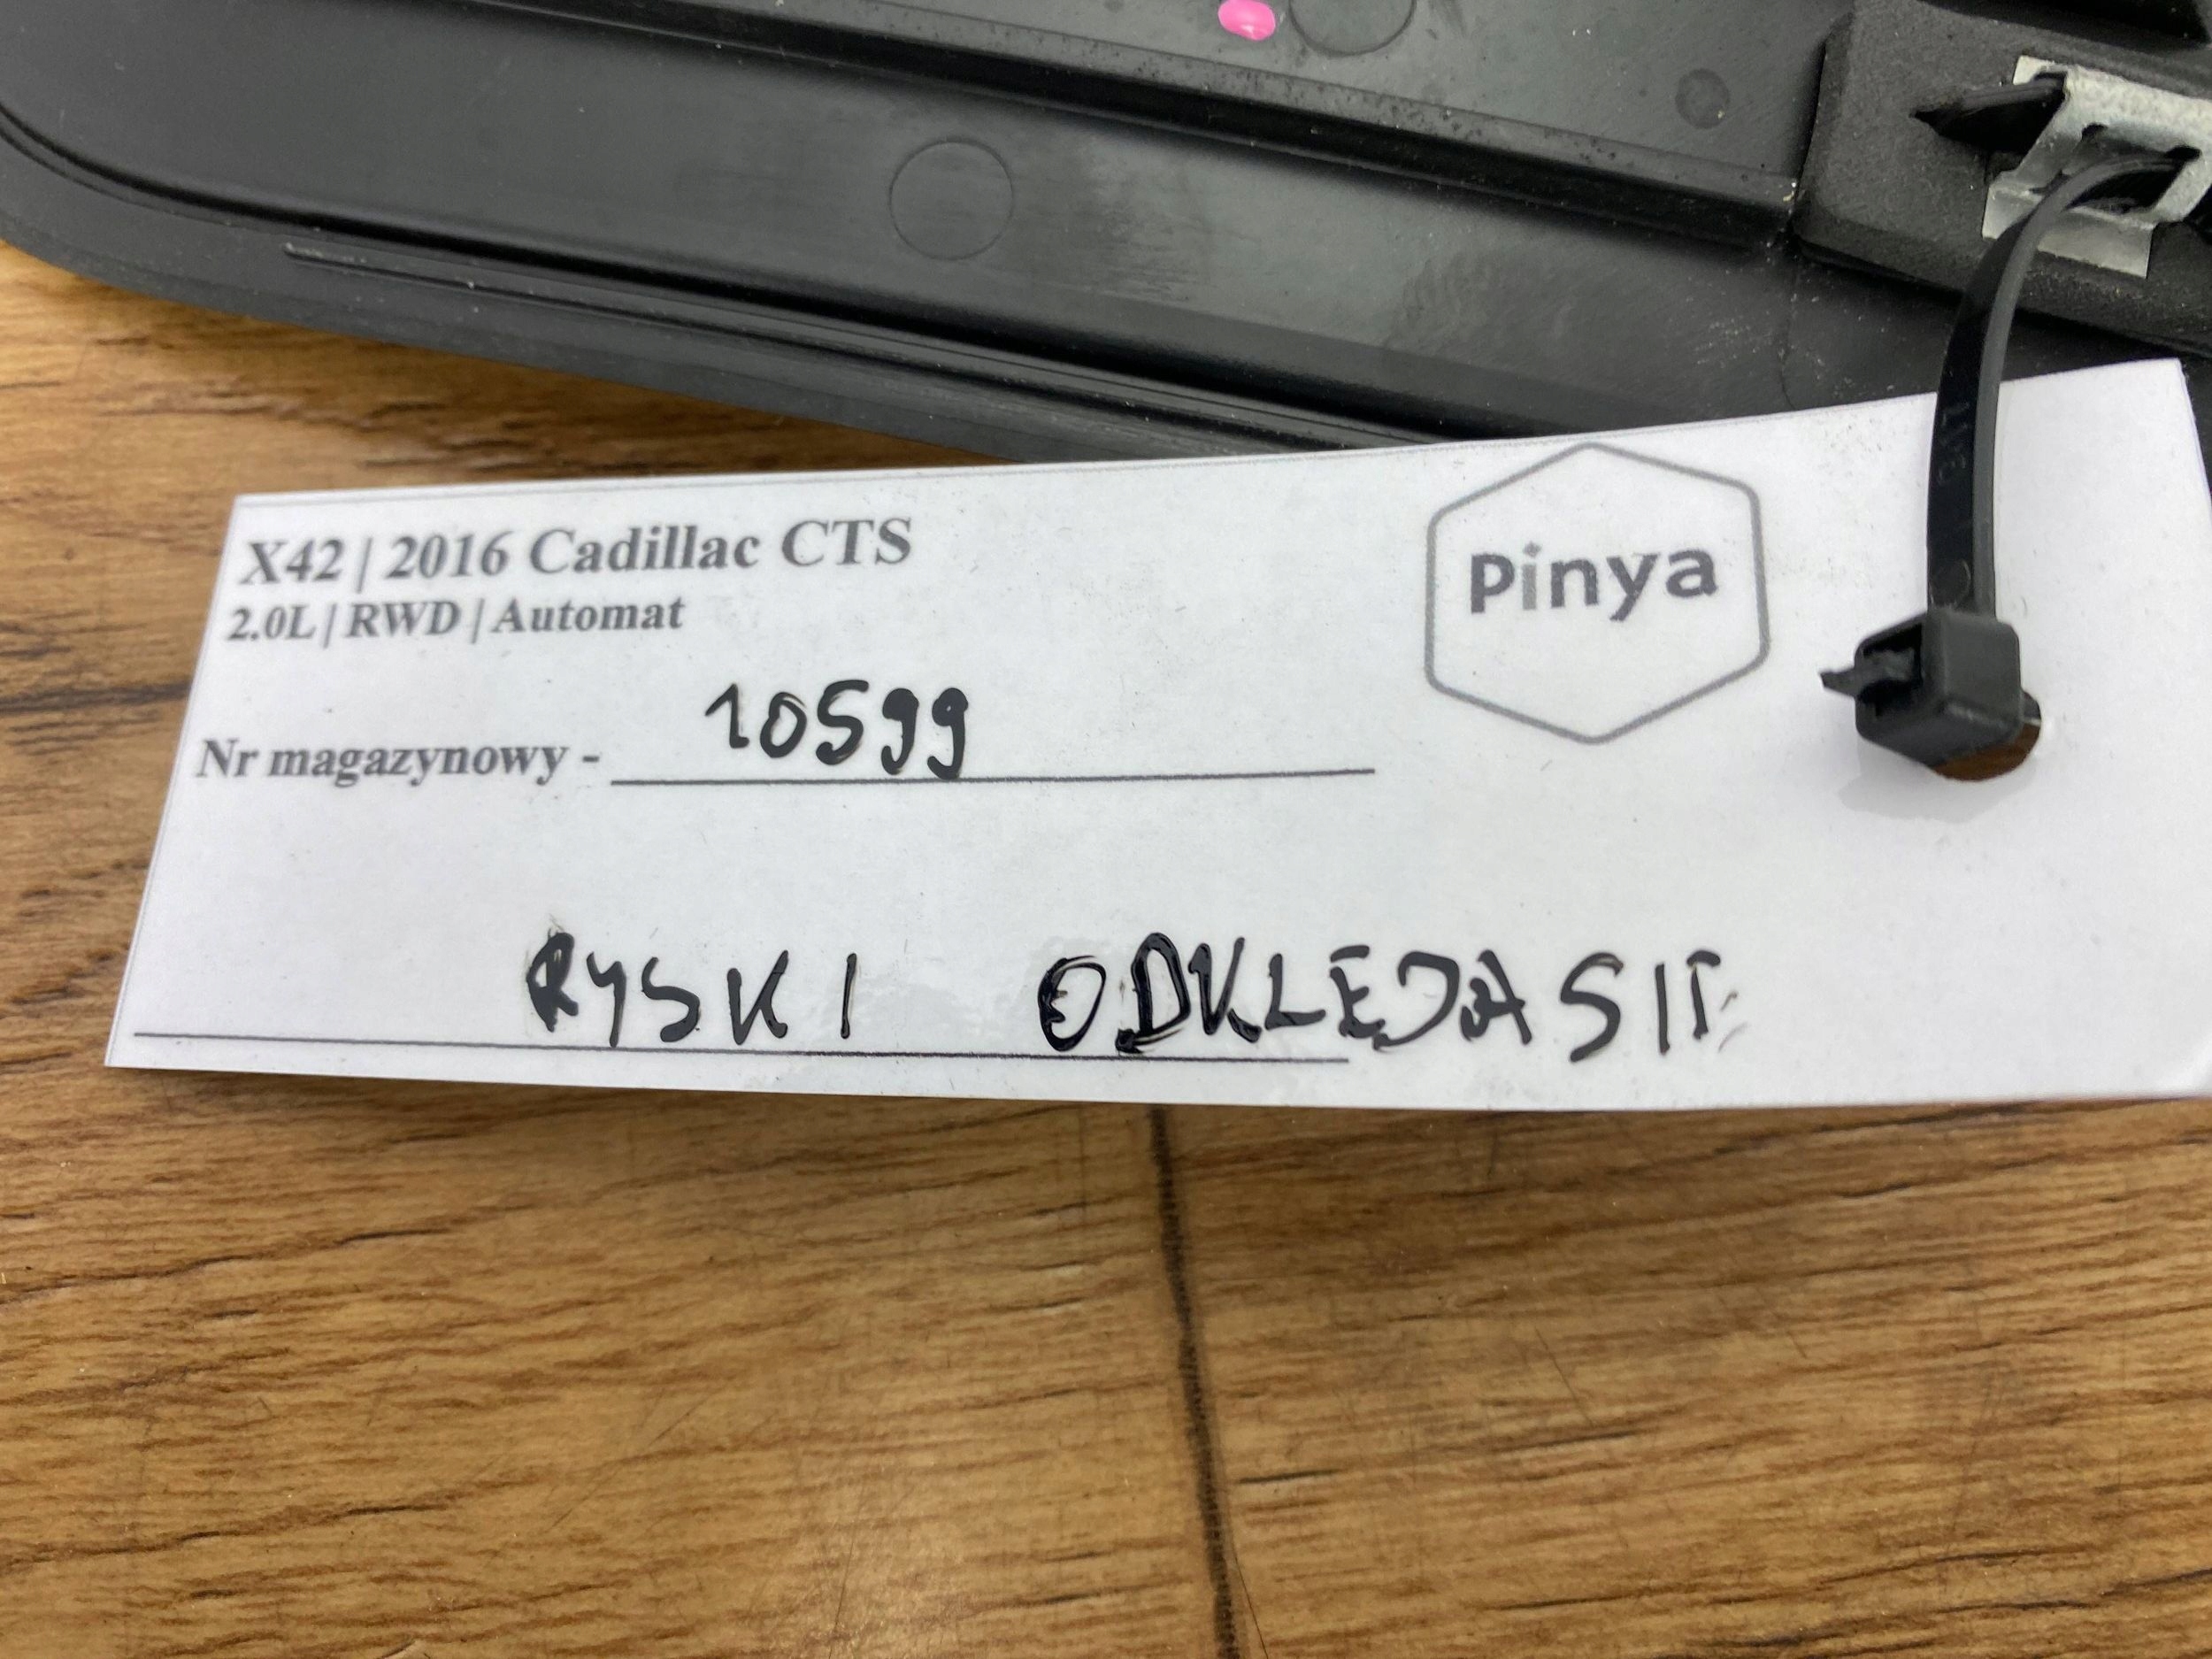 X42 | 2016 Cadillac CTS
2.0L | RWD | Automat
Pinya
Nr magazynowy - 10599
RYSKI ODKLEJA SIĘ